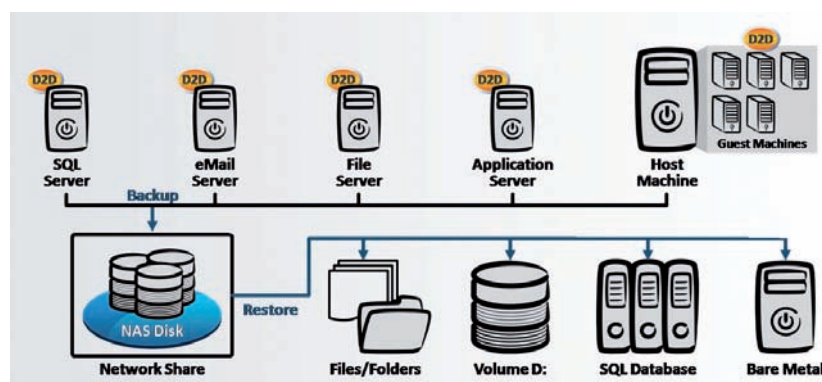 D2D
D2D
D2D
D2D
D2D
SQL
Server
eMail
Server
File
Server
Application
Server
Host
Machine
Guest Machines
Backup
NAS Disk
Restore
Network Share
Files/Folders
Volume D:
SQL Database
Bare Metal